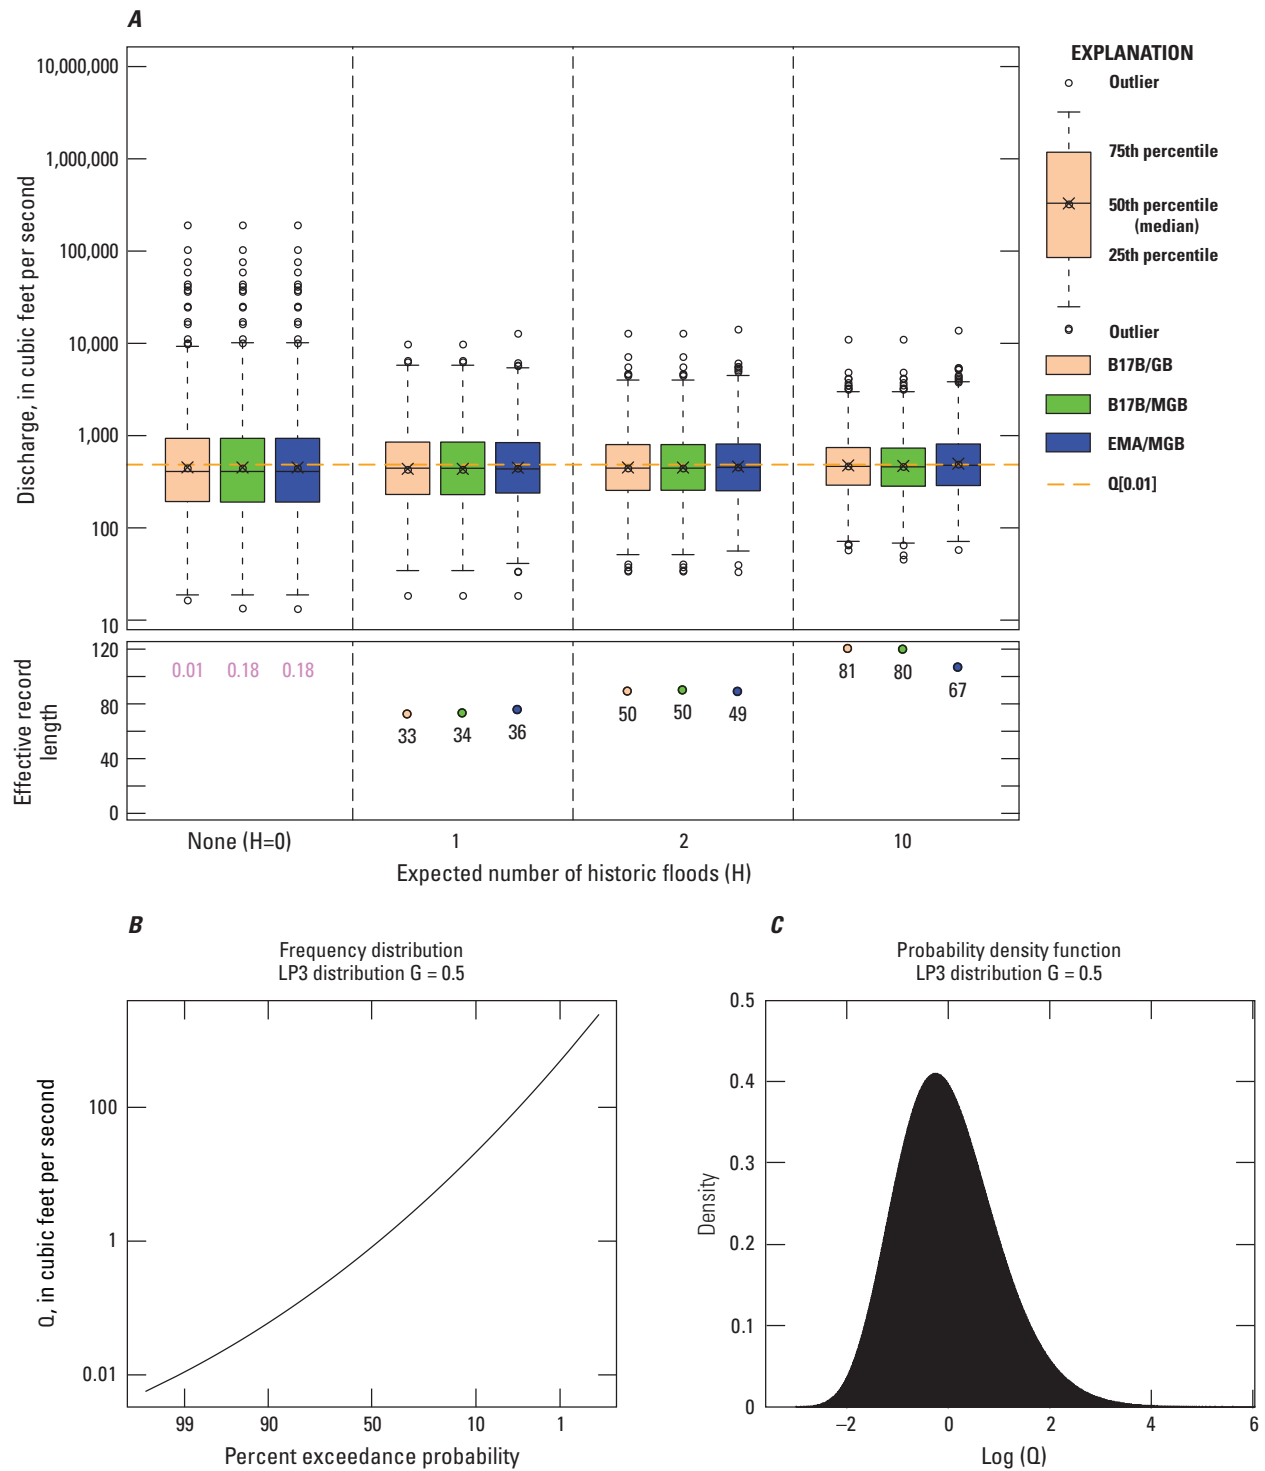 A
10,000,000
1,000,000
100,000
10,000
1,000
100
10
Discharge, in cubic feet per second
EXPLANATION
Outlier
75th percentile
50th percentile
(median)
25th percentile
Outlier
B17B/GB
B17B/MGB
EMA/MGB
Q[0.01]
120
80
40
0
Effective record
length
0.01 0.18 0.18
33 34 36
50 50 49
81 80 67
None (H=0) 1 2 10
Expected number of historic floods (H)
B
Frequency distribution
LP3 distribution G = 0.5
100
1
0.01
Q, in cubic feet per second
99 90 50 10 1
Percent exceedance probability
C
Probability density function
LP3 distribution G = 0.5
0.5
0.4
0.3
0.2
0.1
0
Density
–2 0 2 4 6
Log (Q)